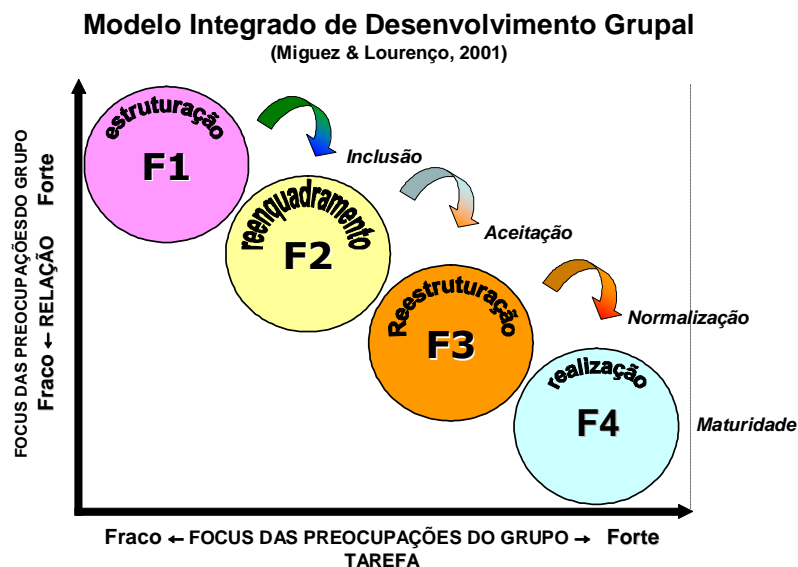 Modelo Integrado de Desenvolvimento Grupal
(Miguez & Lourenço, 2001)
FOCUS DAS PREOCUPAÇÕESDO GRUPO
Fraco ← RELAÇÃO Forte
estruturação
F1
Inclusão
reenquadramento
F2
Aceitação
Reestruturação
F3
Normalização
realização
F4
Maturidade
Fraco ← FOCUS DAS PREOCUPAÇÕES DO GRUPO → Forte
TAREFA